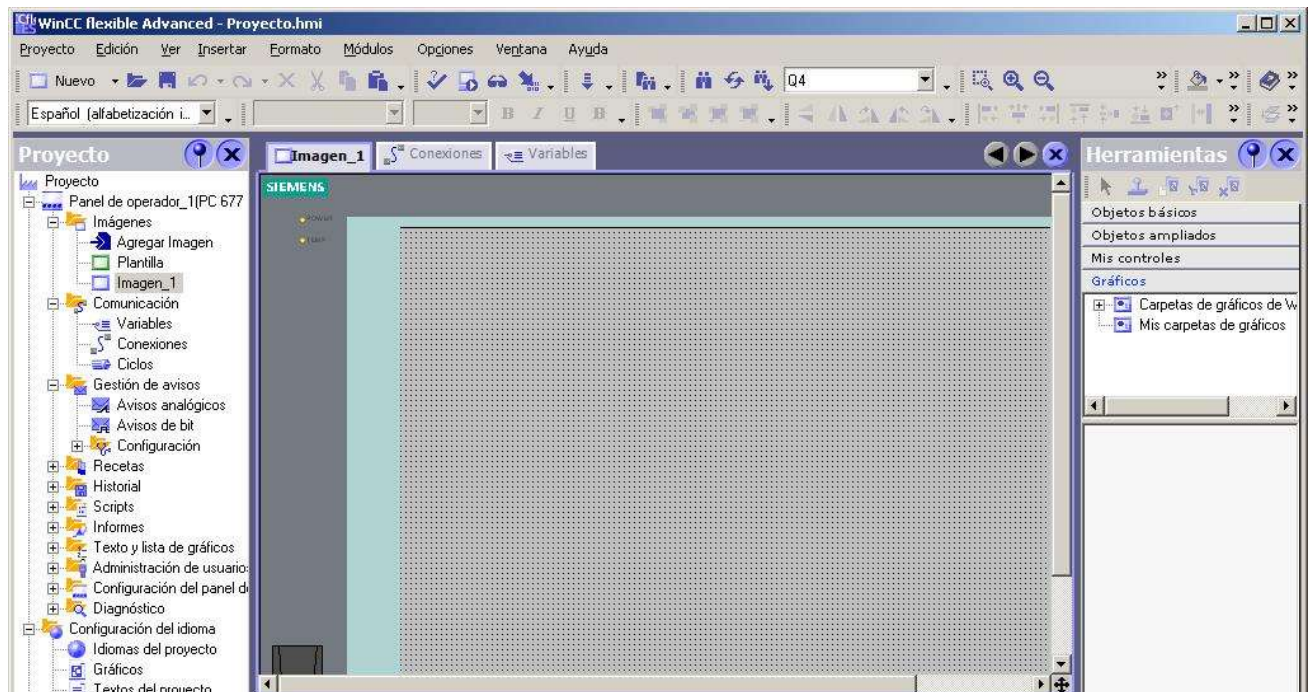 WinCC flexible Advanced - Proyecto.hmi
Proyecto Edición Ver Insertar Formato Módulos Opciones Ventana Ayuda
Nuevo Q4
Español (alfabetización i...
Proyecto
Imagen_1 Conexiones Variables
Herramientas
Proyecto
Panel de operador_1(PC 677
Imágenes
Agregar Imagen
Plantilla
Imagen_1
Comunicación
Variables
Conexiones
Ciclos
Gestión de avisos
Avisos analógicos
Avisos de bit
Configuración
Recetas
Historial
Scripts
Informes
Texto y lista de gráficos
Administración de usuario
Configuración del panel d
Diagnóstico
Configuración del idioma
Idiomas del proyecto
Gráficos
Textos del proyecto
SIEMENS
POWER
Objetos básicos
Objetos ampliados
Mis controles
Gráficos
Carpetas de gráficos de W
Mis carpetas de gráficos